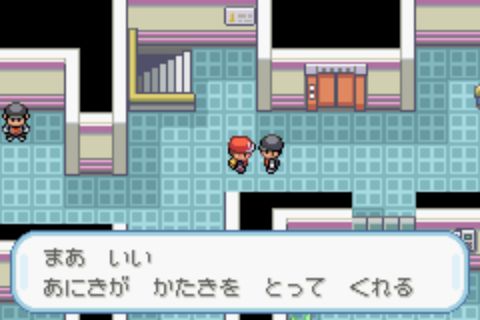 まあ　いい
あにきが　かたきを　とって　くれる